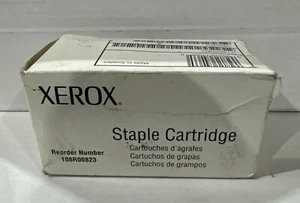 XEROX
Reorder Number
108R00823
Staple Cartridge
Cartouches d'agrafes
Cartuchos de grapas
Cartuchos de grampos